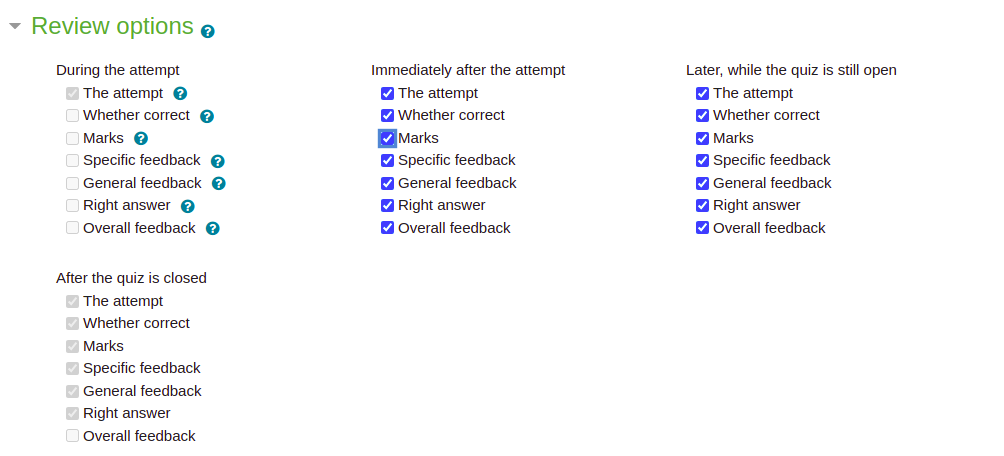 Review options
During the attempt
The attempt
Whether correct
Marks
Specific feedback
General feedback
Right answer
Overall feedback
Immediately after the attempt
The attempt
Whether correct
Marks
Specific feedback
General feedback
Right answer
Overall feedback
Later, while the quiz is still open
The attempt
Whether correct
Marks
Specific feedback
General feedback
Right answer
Overall feedback
After the quiz is closed
The attempt
Whether correct
Marks
Specific feedback
General feedback
Right answer
Overall feedback